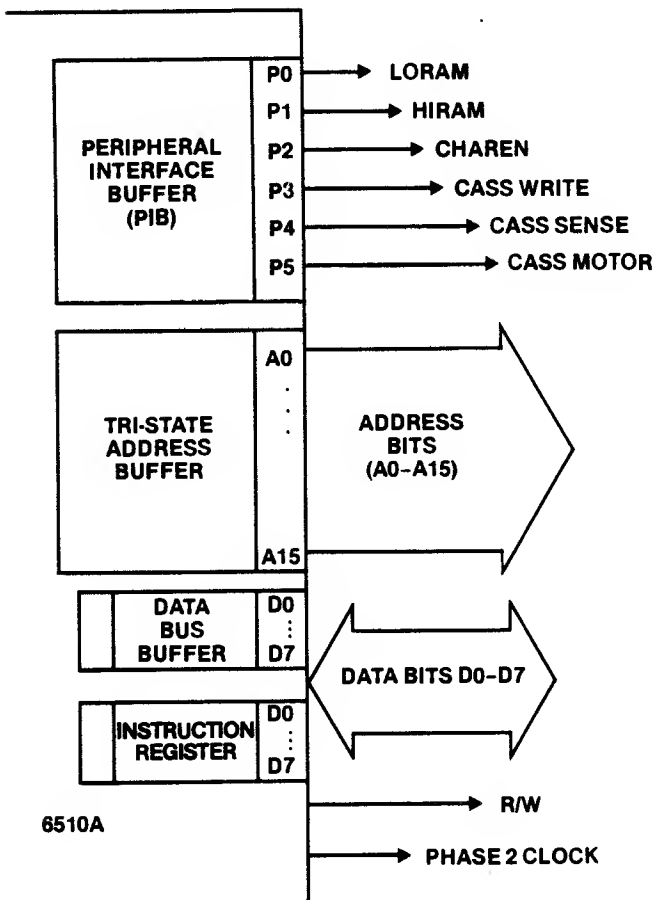 PERIPHERAL
INTERFACE
BUFFER
(PIB)
P0
LORAM
P1
HIRAM
P2
CHAREN
P3
CASS WRITE
P4
CASS SENSE
P5
CASS MOTOR
TRI-STATE
ADDRESS
BUFFER
A0
.
.
.
A15
ADDRESS
BITS
(A0-A15)
DATA
BUS
BUFFER
D0
⋮
D7
DATA BITS D0-D7
INSTRUCTION
REGISTER
D0
⋮
D7
R/W
6510A
PHASE 2 CLOCK